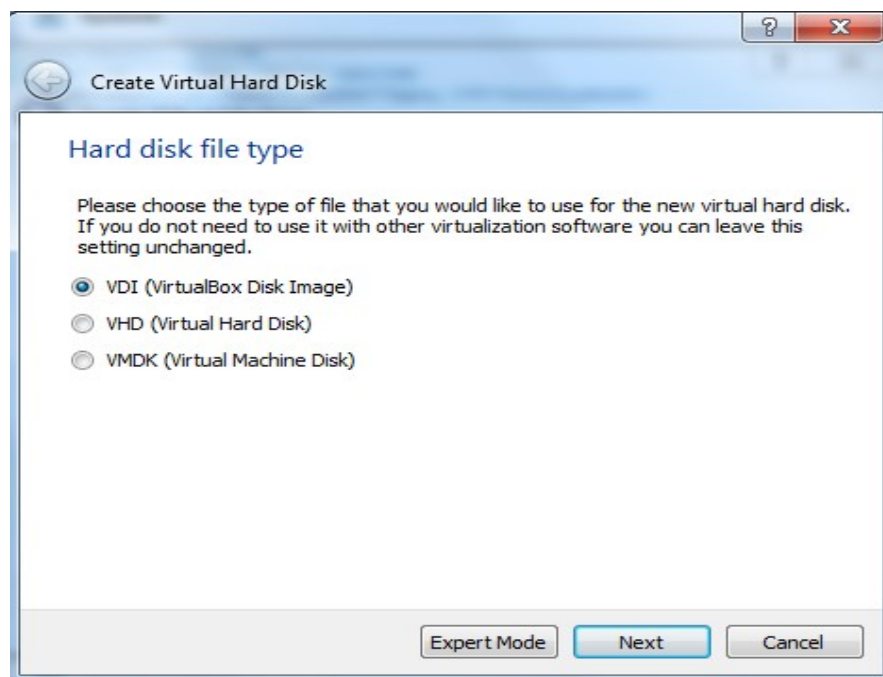 Create Virtual Hard Disk
Hard disk file type
Please choose the type of file that you would like to use for the new virtual hard disk.
If you do not need to use it with other virtualization software you can leave this
setting unchanged.
VDI (VirtualBox Disk Image)
VHD (Virtual Hard Disk)
VMDK (Virtual Machine Disk)
Expert Mode Next Cancel